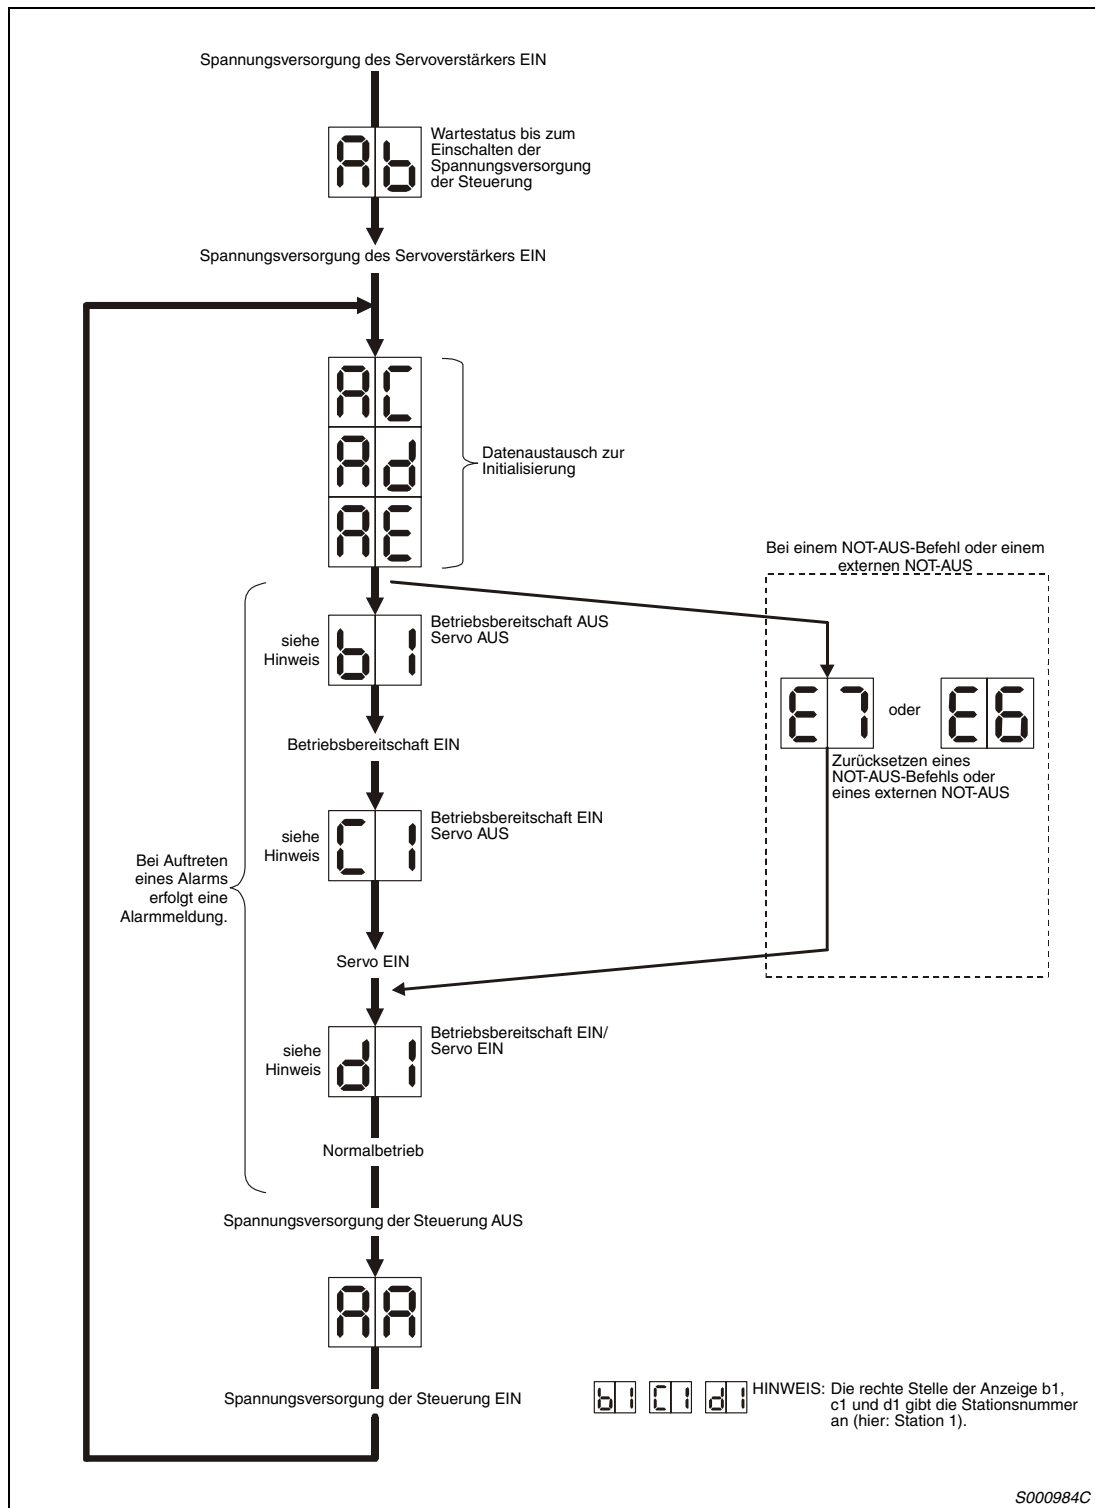 Spannungsversorgung des Servoverstärkers EIN
Ab
Wartestatus bis zum
Einschalten der
Spannungsversorgung
der Steuerung
Spannungsversorgung des Servoverstärkers EIN
AC
Ad
AE
Datenaustausch zur
Initialisierung
Bei einem NOT-AUS-Befehl oder einem
externen NOT-AUS
siehe
Hinweis
b1
Betriebsbereitschaft AUS
Servo AUS
E7
oder
E6
Zurücksetzen eines
NOT-AUS-Befehls oder
eines externen NOT-AUS
Betriebsbereitschaft EIN
siehe
Hinweis
C1
Betriebsbereitschaft EIN
Servo AUS
Bei Auftreten
eines Alarms
erfolgt eine
Alarmmeldung.
Servo EIN
siehe
Hinweis
d1
Betriebsbereitschaft EIN/
Servo EIN
Normalbetrieb
Spannungsversorgung der Steuerung AUS
AA
Spannungsversorgung der Steuerung EIN
b1 C1 d1 HINWEIS: Die rechte Stelle der Anzeige b1,
c1 und d1 gibt die Stationsnummer
an (hier: Station 1).
S000984C